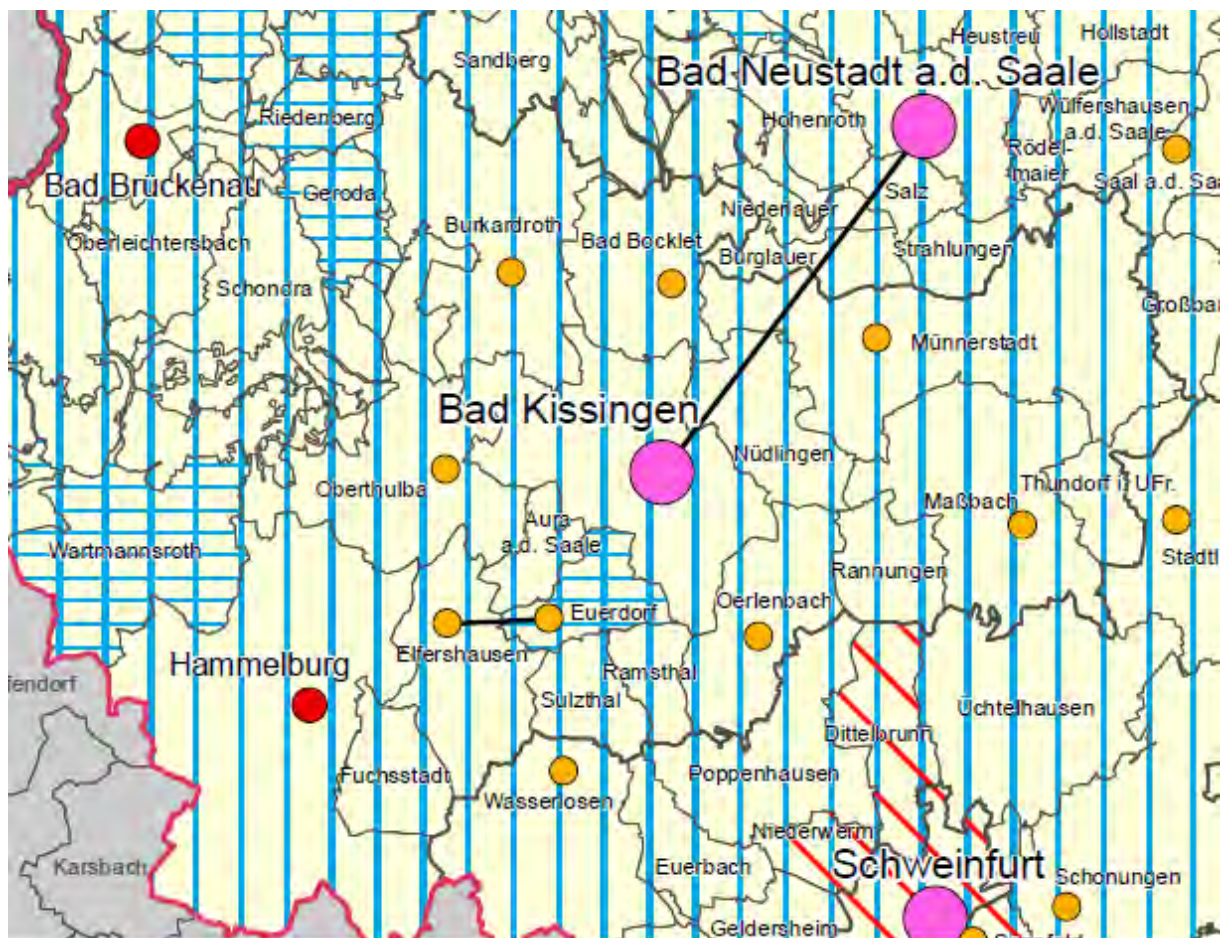 Heustreu
Hollstadt
Sandberg
Bad Neustadt a.d. Saale
Wülfershausen
a.d. Saale
Riedenberg
Hohenroth
Rödel-
maier
Bad Brückenau
Geroda
Salz
Saal a.d. Saa
Niederlauer
Burkardroth
Bad Bocklet
Oberleichtersbach
Burglauer
Strahlungen
Schondra
Großbar
Münnerstadt
Bad Kissingen
Nüdlingen
Oberthulba
Thundorf i. UFr.
Maßbach
Aura
a.d. Saale
Wartmannsroth
Stadtl
Rannungen
Oerlenbach
Euerdorf
Elfershausen
Hammelburg
Ramsthal
fendorf
Sulzthal
Üchtelhausen
Dittelbrunn
Fuchsstadt
Poppenhausen
Wasserlosen
Niederwerrn
Schweinfurt
Karsbach
Euerbach
Schonungen
Geldersheim